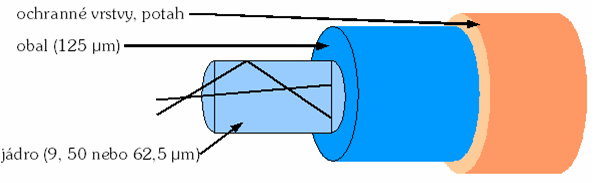 ochranné vrstvy, potah
obal (125 µm)
jádro (9, 50 nebo 62,5 µm)